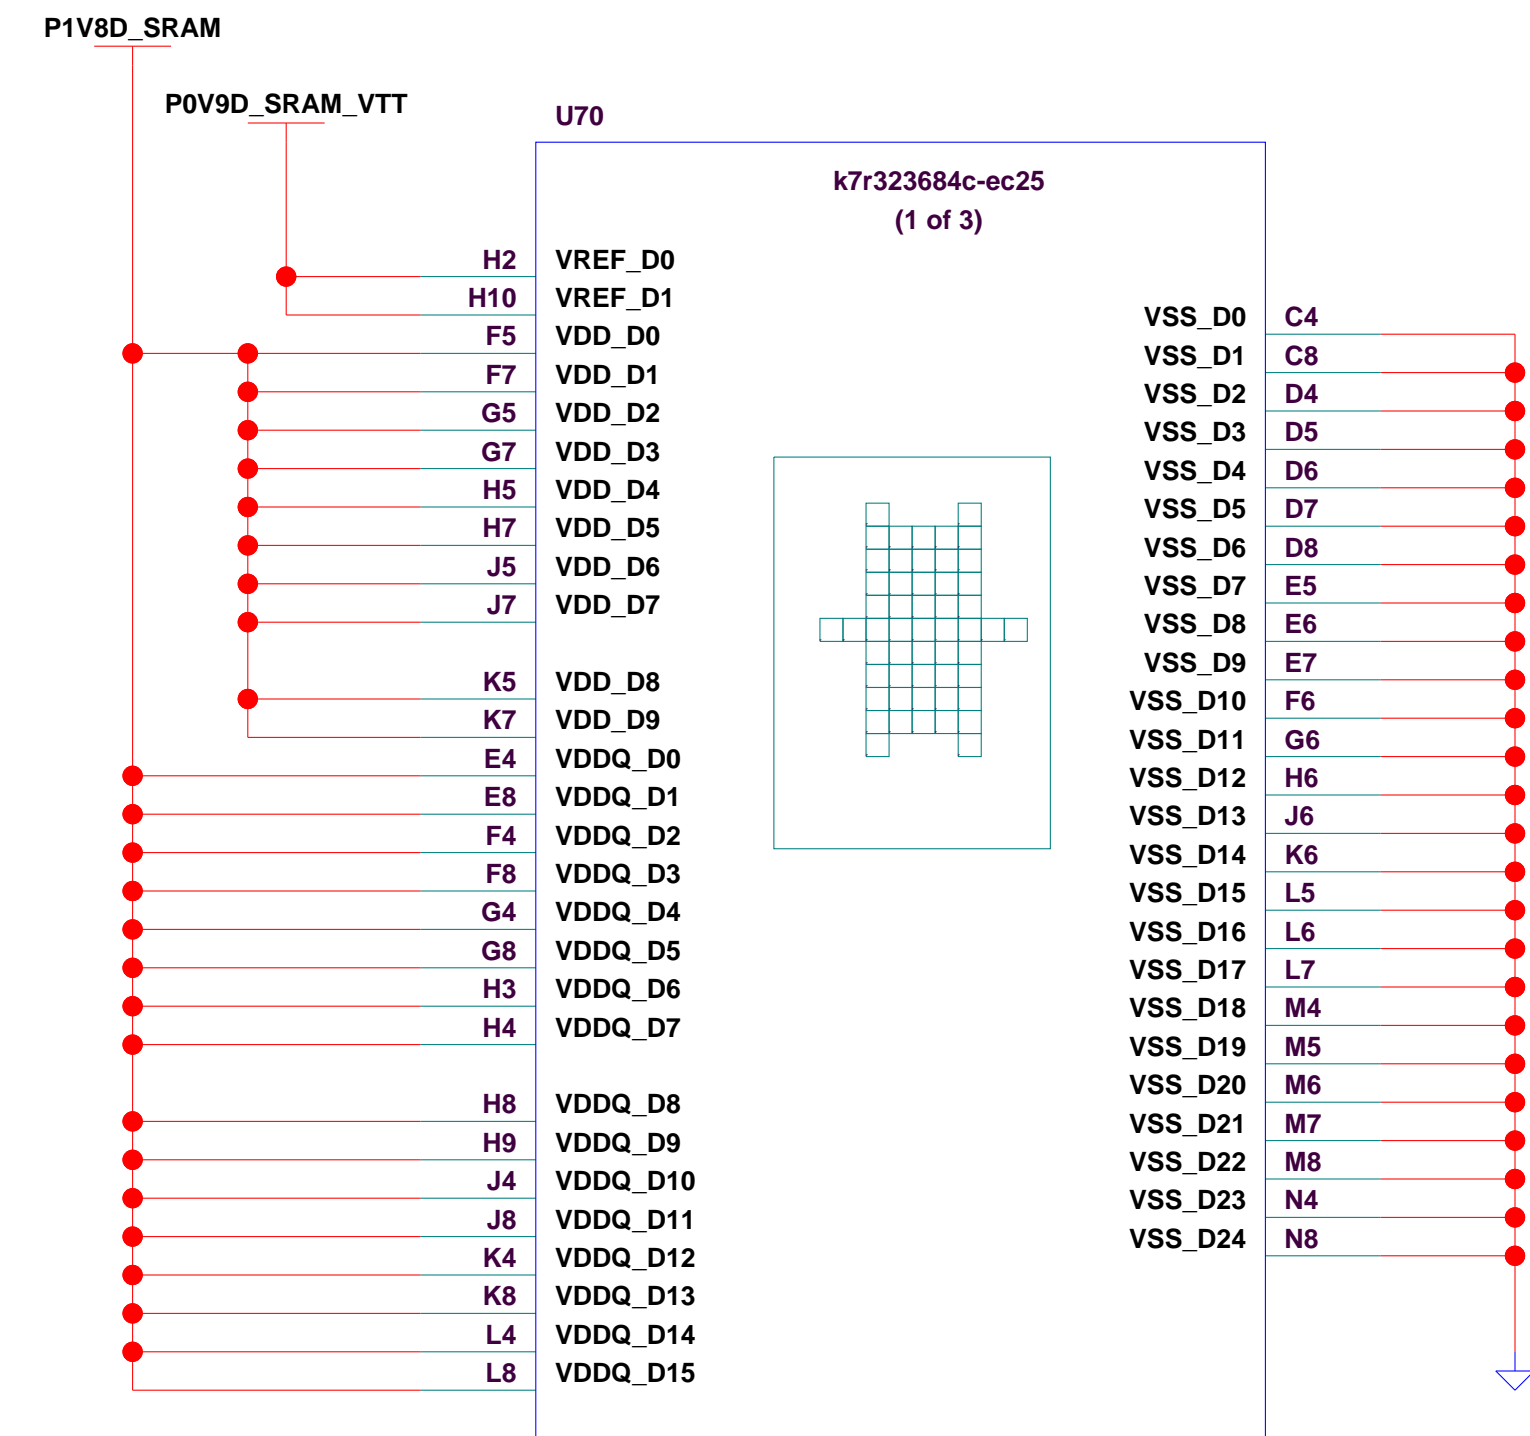 P1V8D_SRAM
P0V9D_SRAM_VTT
U70
k7r323684c-ec25
(1 of 3)
H2 VREF_D0
H10 VREF_D1
F5 VDD_D0
F7 VDD_D1
G5 VDD_D2
G7 VDD_D3
H5 VDD_D4
H7 VDD_D5
J5 VDD_D6
J7 VDD_D7
K5 VDD_D8
K7 VDD_D9
E4 VDDQ_D0
E8 VDDQ_D1
F4 VDDQ_D2
F8 VDDQ_D3
G4 VDDQ_D4
G8 VDDQ_D5
H3 VDDQ_D6
H4 VDDQ_D7
H8 VDDQ_D8
H9 VDDQ_D9
J4 VDDQ_D10
J8 VDDQ_D11
K4 VDDQ_D12
K8 VDDQ_D13
L4 VDDQ_D14
L8 VDDQ_D15
VSS_D0 C4
VSS_D1 C8
VSS_D2 D4
VSS_D3 D5
VSS_D4 D6
VSS_D5 D7
VSS_D6 D8
VSS_D7 E5
VSS_D8 E6
VSS_D9 E7
VSS_D10 F6
VSS_D11 G6
VSS_D12 H6
VSS_D13 J6
VSS_D14 K6
VSS_D15 L5
VSS_D16 L6
VSS_D17 L7
VSS_D18 M4
VSS_D19 M5
VSS_D20 M6
VSS_D21 M7
VSS_D22 M8
VSS_D23 N4
VSS_D24 N8